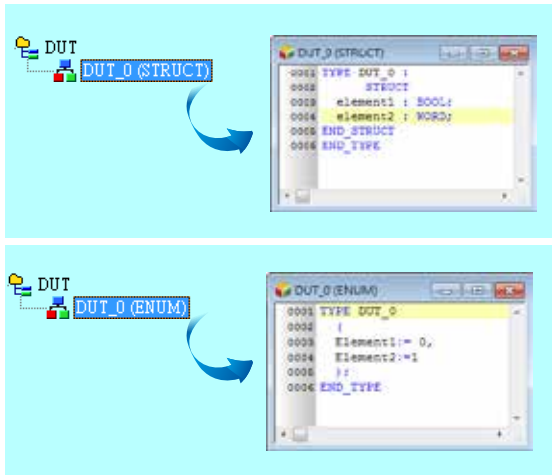 DUT
DUT_0 (STRUCT)
DUT_0 (STRUCT)
0001 TYPE DUT_0 :
0002 STRUCT
0003 element1 : BOOL;
0004 element2 : WORD;
0005 END_STRUCT
0006 END_TYPE
DUT
DUT_0 (ENUM)
DUT_0 (ENUM)
0001 TYPE DUT_0
0002 (
0003 Element1:= 0,
0004 Element2:=1
0005 );
0006 END_TYPE